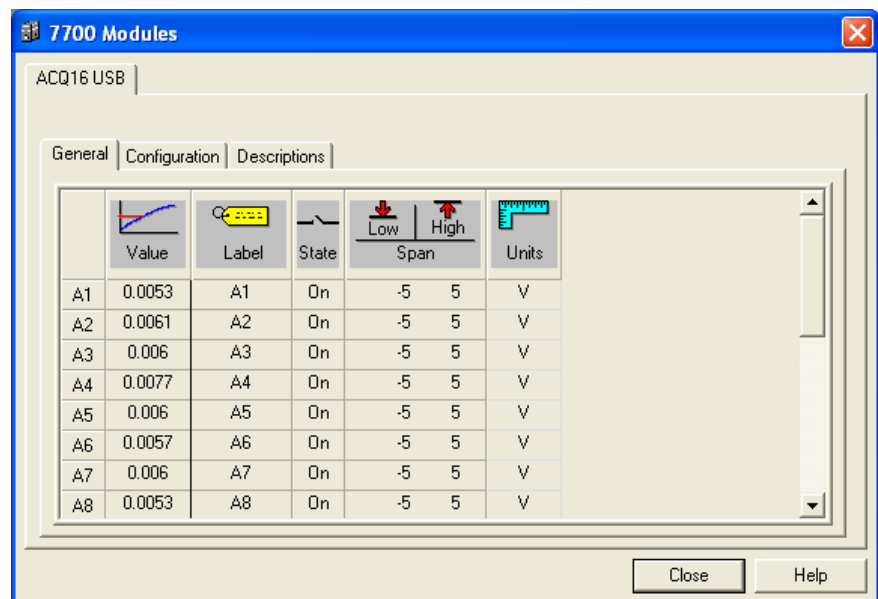 7700 Modules
ACQ16 USB
General Configuration Descriptions
Value Label State Low High Span Units
A1 0.0053 A1 On -5 5 V
A2 0.0061 A2 On -5 5 V
A3 0.006 A3 On -5 5 V
A4 0.0077 A4 On -5 5 V
A5 0.006 A5 On -5 5 V
A6 0.0057 A6 On -5 5 V
A7 0.006 A7 On -5 5 V
A8 0.0053 A8 On -5 5 V
Close Help